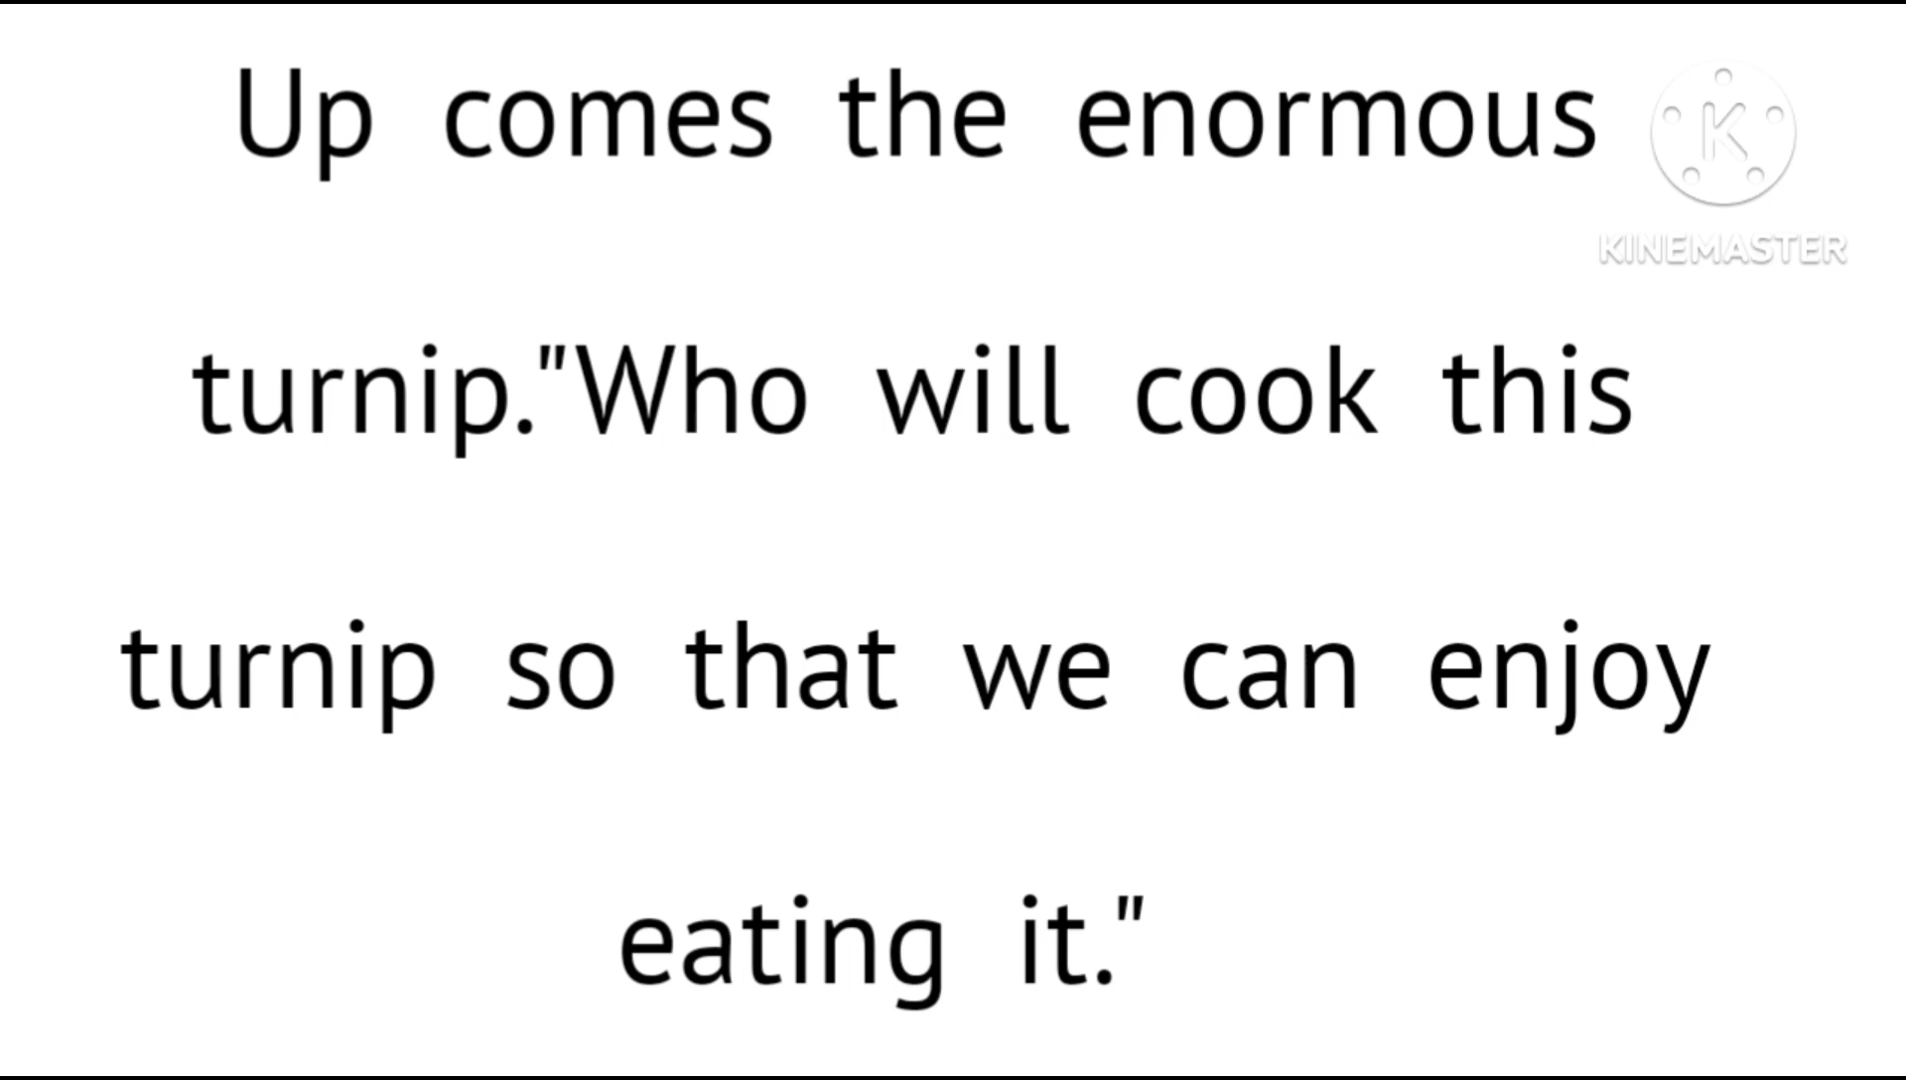 Up comes the enormous
K
KINEMASTER
turnip."Who will cook this
turnip so that we can enjoy
eating it."